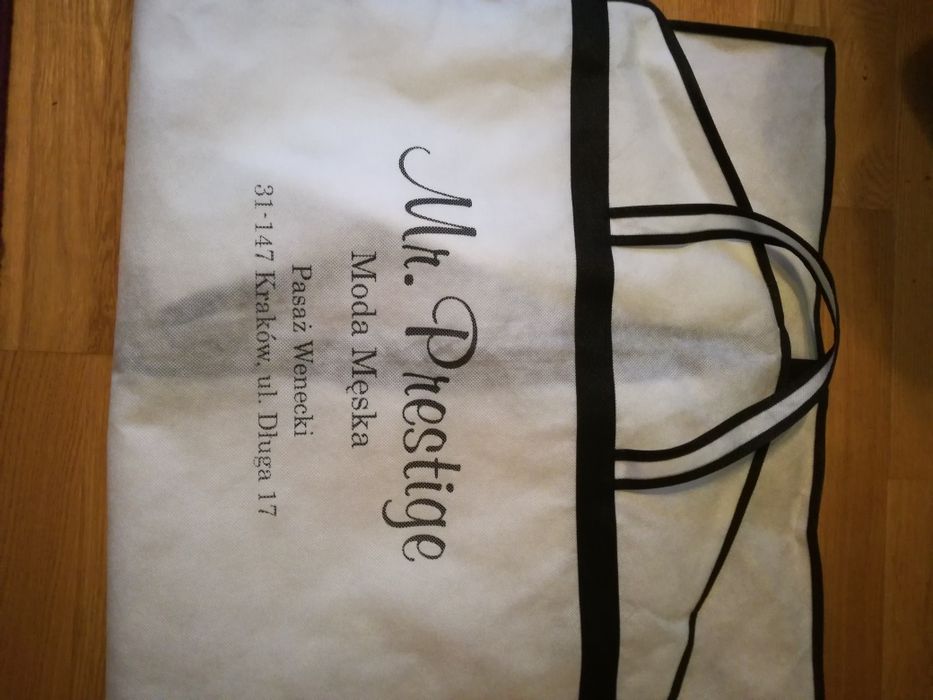 Mr. Prestige
Moda Męska
Pasaż Wenecki
31-147 Kraków, ul. Długa 17